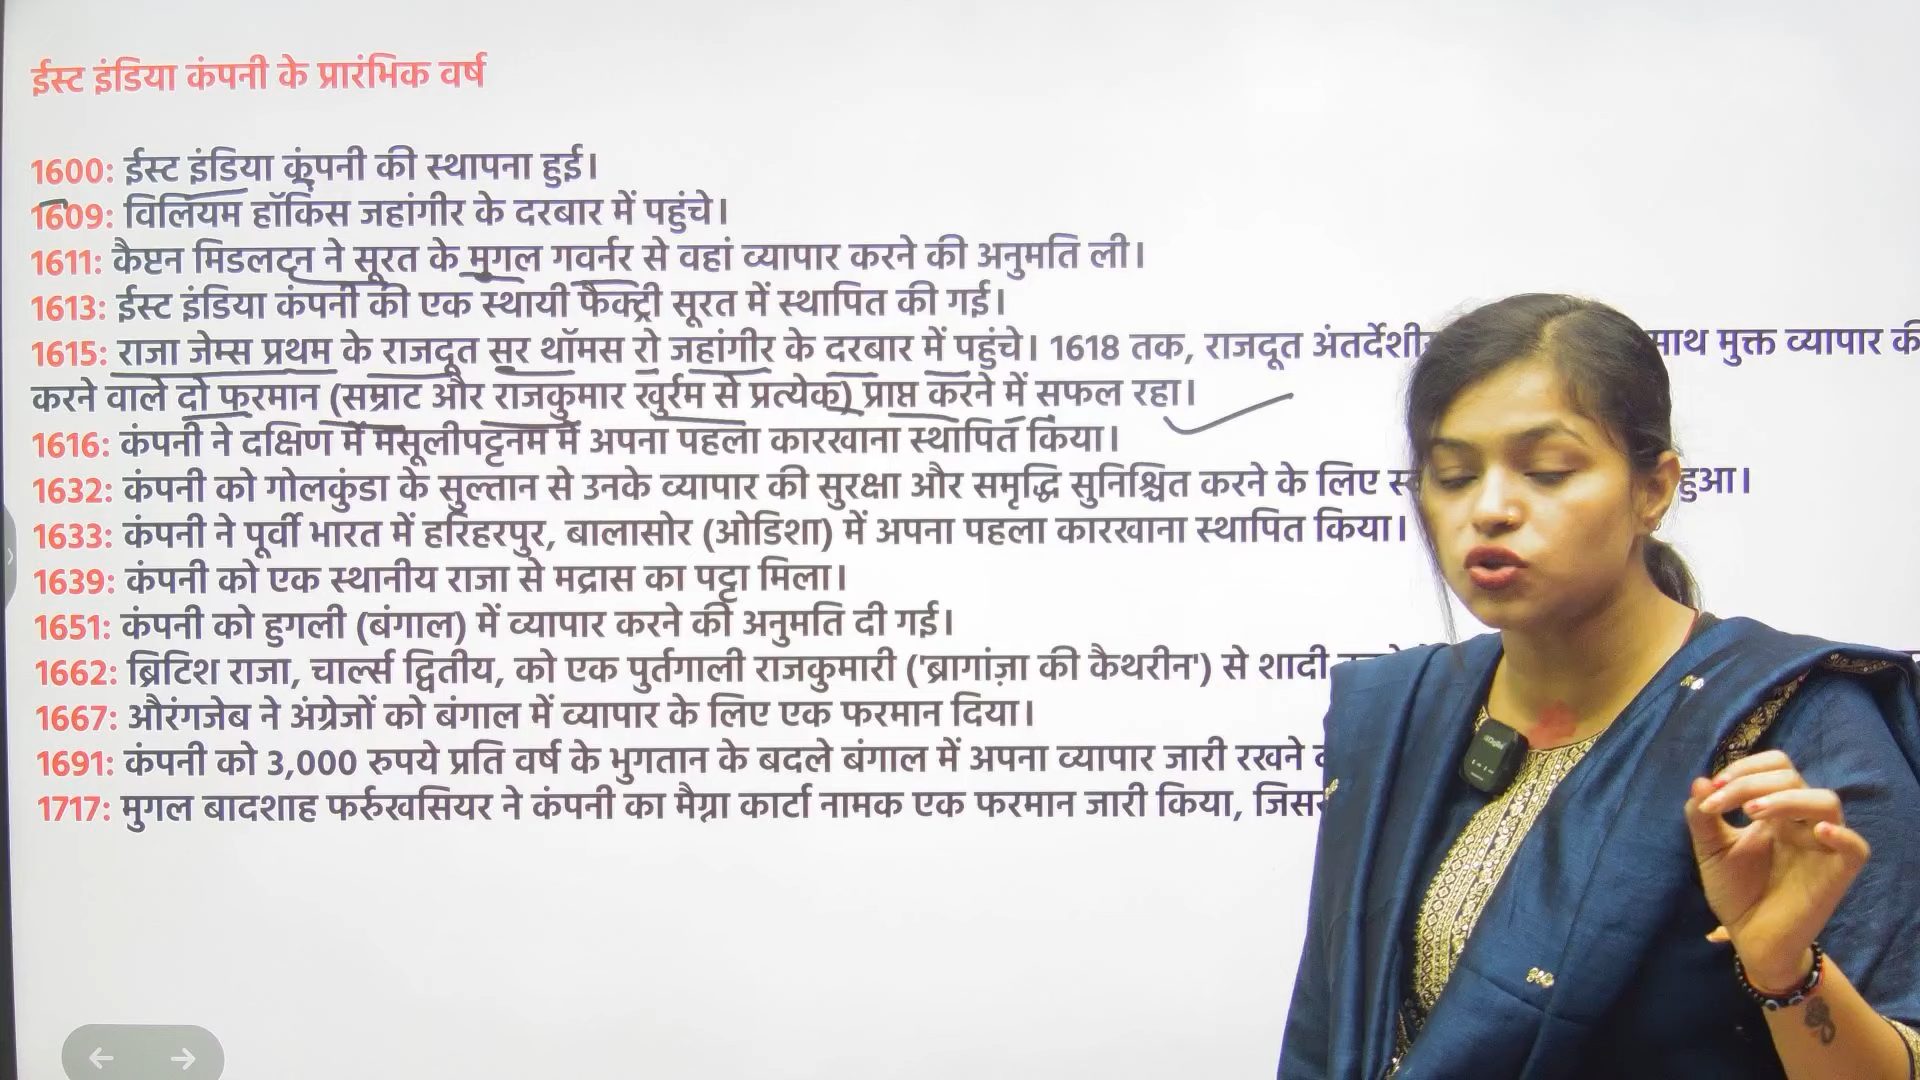 ईस्ट इंडिया कंपनी के प्रारंभिक वर्ष
1600: ईस्ट इंडिया कंपनी की स्थापना हुई।
1609: विलियम हॉकिंस जहांगीर के दरबार में पहुंचे।
1611: कैप्टन मिडलटन ने सूरत के मुगल गवर्नर से वहां व्यापार करने की अनुमति ली।
1613: ईस्ट इंडिया कंपनी की एक स्थायी फैक्ट्री सूरत में स्थापित की गई।
1615: राजा जेम्स प्रथम के राजदूत सर थॉमस रो जहांगीर के दरबार में पहुंचे। 1618 तक, राजदूत मुक्त व्यापार की
करने वाले दो फरमान (सम्राट और राजकुमार खुर्रम से प्रत्येक) प्राप्त करने में सफल रहा।
1616: कंपनी ने दक्षिण में मसूलीपट्टनम में अपना पहला कारखाना स्थापित किया।
1632: कंपनी को गोलकुंडा के सुल्तान से उनके व्यापार की सुरक्षा और समृद्धि सुनिश्चित करने के लिए हुआ।
1633: कंपनी ने पूर्वी भारत में हरिहरपुर, बालासोर (ओडिशा) में अपना पहला कारखाना स्थापित किया।
1639: कंपनी को एक स्थानीय राजा से मद्रास का पट्टा मिला।
1651: कंपनी को हुगली (बंगाल) में व्यापार करने की अनुमति दी गई।
1662: ब्रिटिश राजा, चार्ल्स द्वितीय, को एक पुर्तगाली राजकुमारी ('ब्रागांज़ा की कैथरीन') से शादी
1667: औरंगजेब ने अंग्रेजों को बंगाल में व्यापार के लिए एक फरमान दिया।
1691: कंपनी को 3,000 रुपये प्रति वर्ष के भुगतान के बदले बंगाल में अपना व्यापार जारी रखने
1717: मुगल बादशाह फर्रुखसियर ने कंपनी का मैग्ना कार्टा नामक एक फरमान जारी किया,